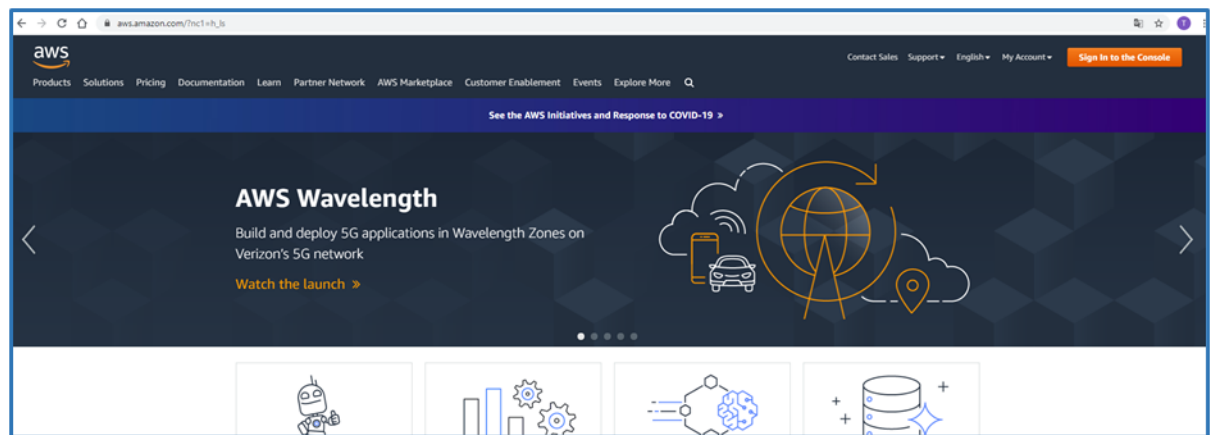 aws.amazon.com/?nc1=h_ls
T
aws
Contact Sales Support English My Account Sign In to the Console
Products Solutions Pricing Documentation Learn Partner Network AWS Marketplace Customer Enablement Events Explore More
See the AWS Initiatives and Response to COVID-19 »
AWS Wavelength
Build and deploy 5G applications in Wavelength Zones on
Verizon's 5G network
Watch the launch »